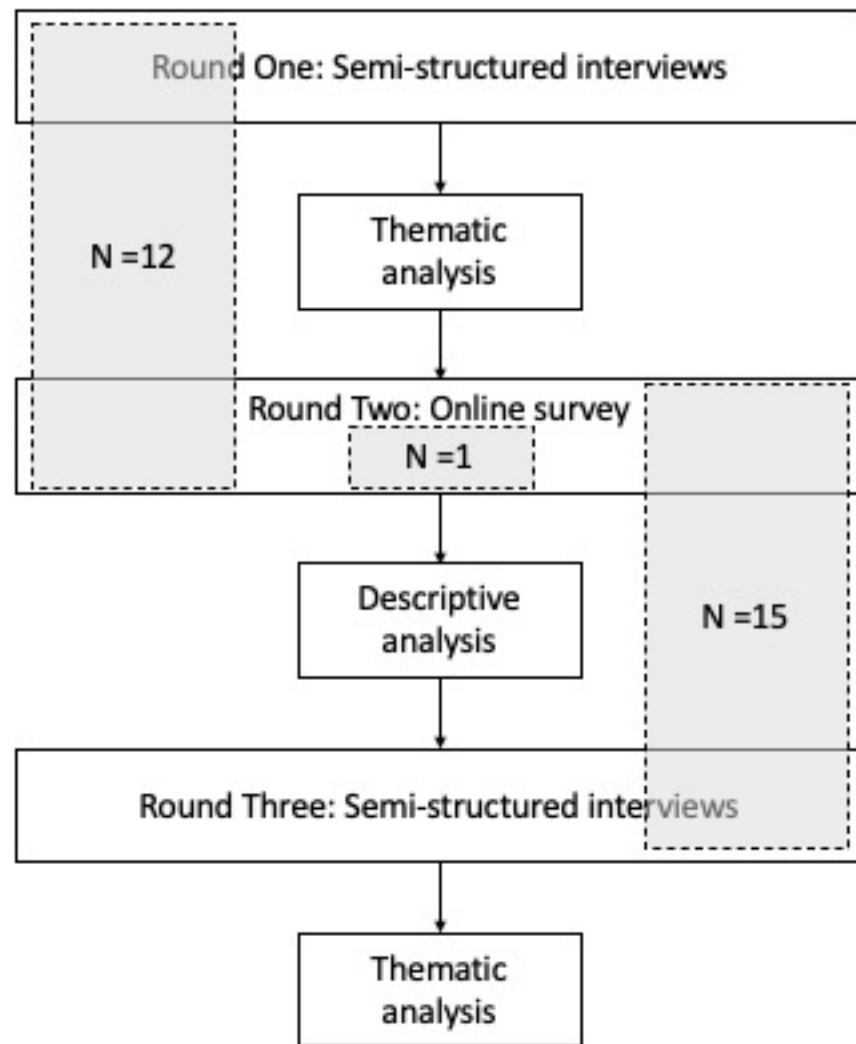 Round One: Semi-structured interviews
Thematic
analysis
N =12
Round Two: Online survey
N =1
Descriptive
analysis
N =15
Round Three: Semi-structured interviews
Thematic
analysis